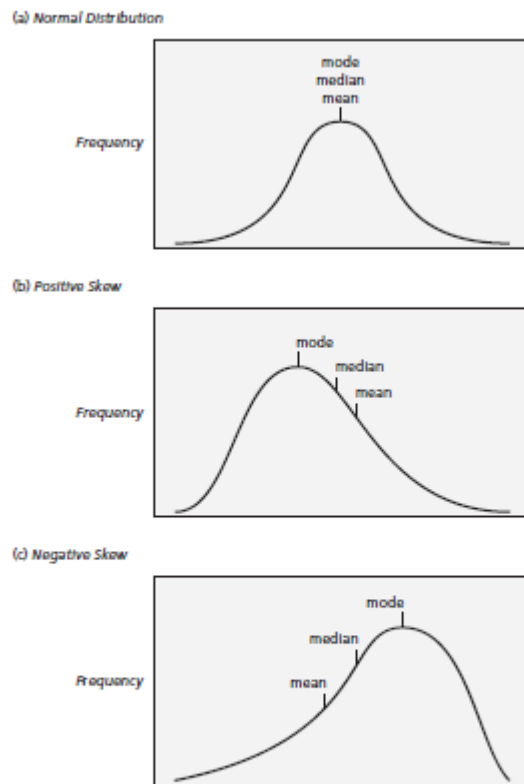 (a) Normal Distribution
mode
median
mean
Frequency
(b) Positive Skew
mode
median
mean
Frequency
(c) Negative Skew
mode
median
mean
Frequency